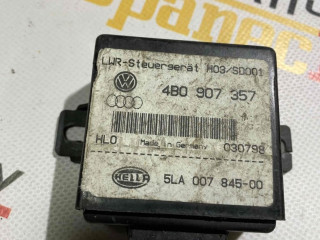 LWR-Steuergerät H03/SD001
4B0 907 357
HLO Made in Germany 030798
HELLA 5LA 007 845-00